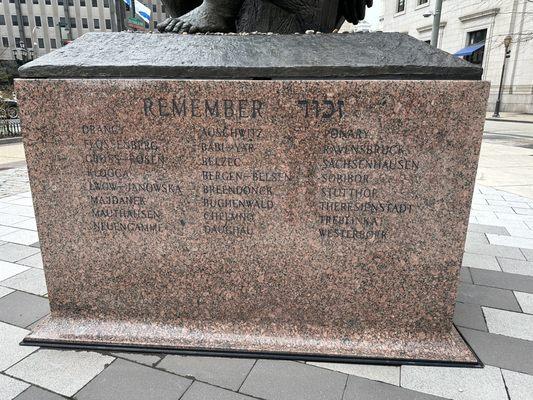 REMEMBER זכור
DRANCY
FLOSSENBERG
GROSS-ROSEN
KLOGGA
LWOW-JANOWSKA
MAJDANEK
MAUTHAUSEN
NEUENGAMME
AUSCHWITZ
BABI-YAR
BELZEC
BERGEN-BELSEN
BREENDONCK
BUCHENWALD
CHELMNO
DACHAU
PONARY
RAVENSBRUCK
SACHSENHAUSEN
SOBIBOR
STUTTHOF
THERESIENSTADT
TREBLINKA
WESTERBORK